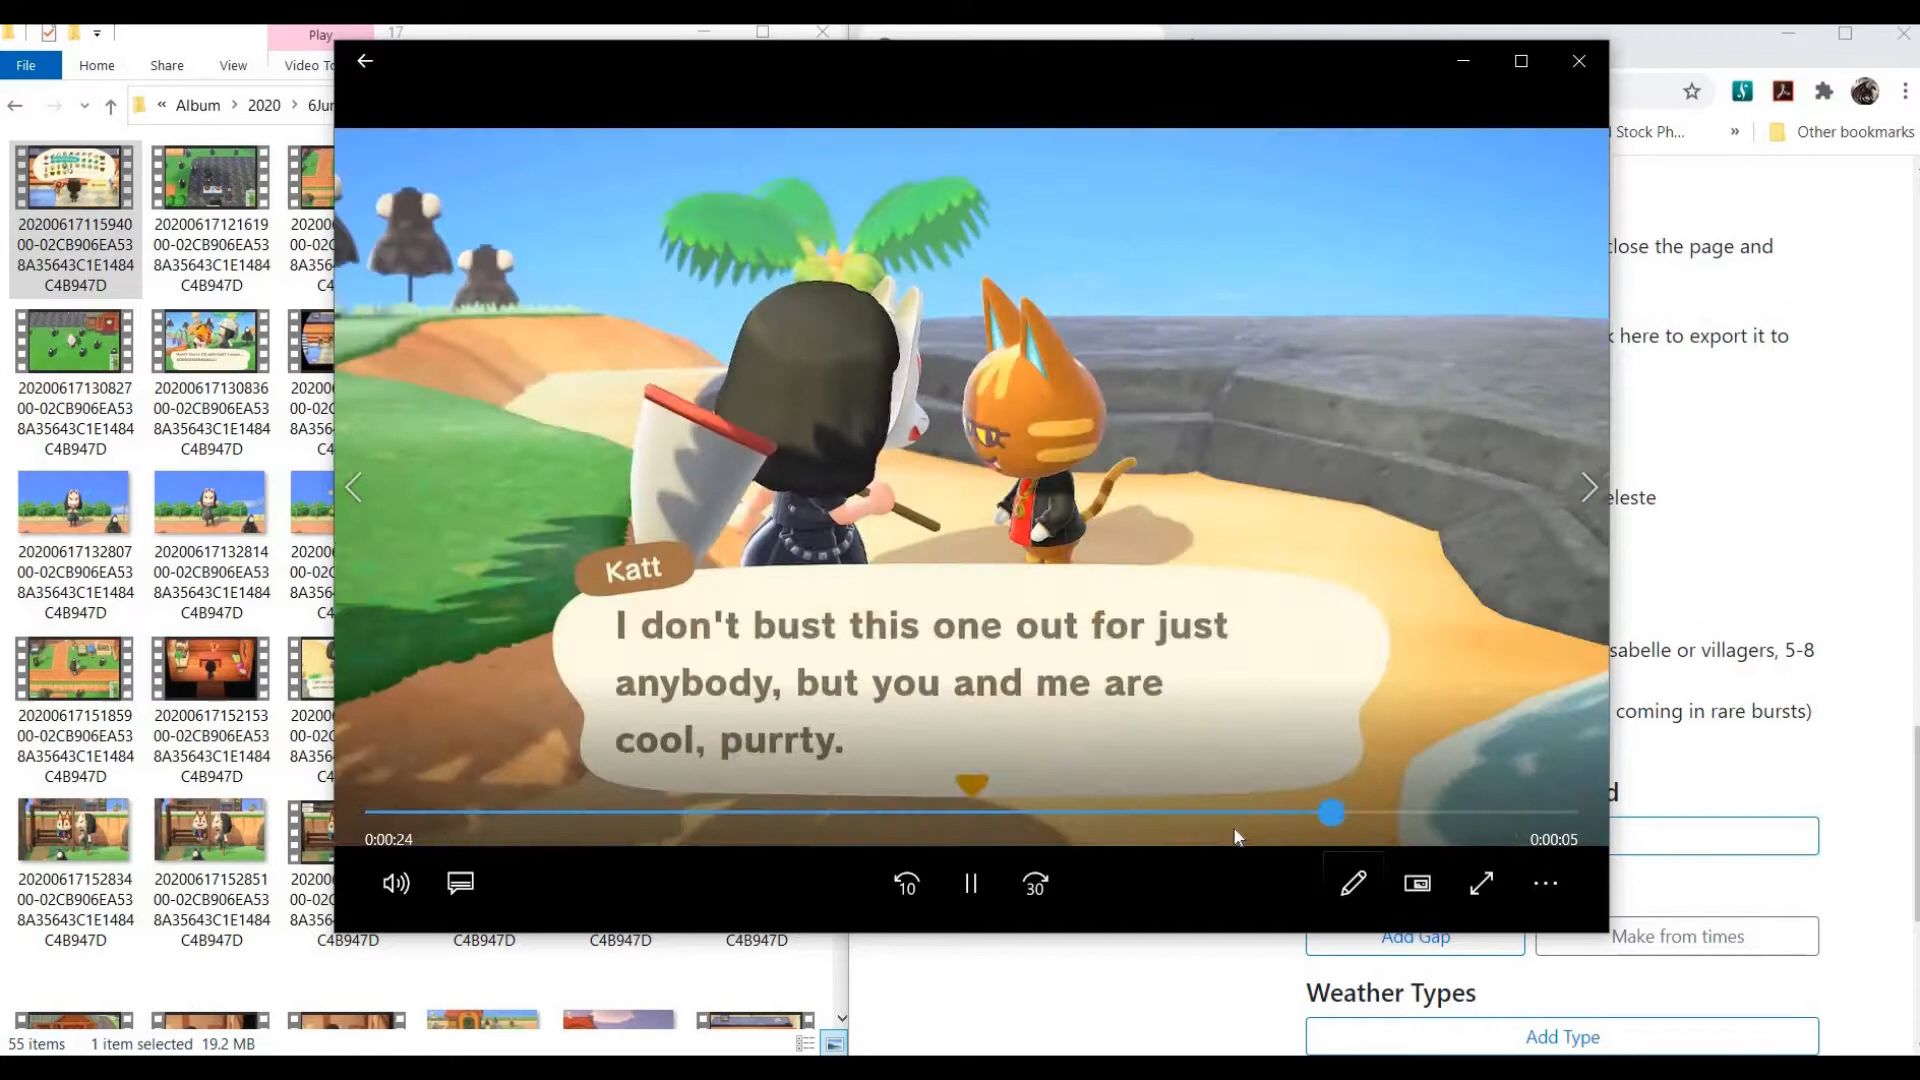 Play
17
File
Home
Share
View
Video To
« Album > 2020 > 6Jun
20200617115940
00-02CB906EA53
8A35643C1E1484
C4B947D
20200617121619
00-02CB906EA53
8A35643C1E1484
C4B947D
20200617130827
00-02CB906EA53
8A35643C1E1484
C4B947D
20200617130836
00-02CB906EA53
8A35643C1E1484
C4B947D
20200617132807
00-02CB906EA53
8A35643C1E1484
C4B947D
20200617132814
00-02CB906EA53
8A35643C1E1484
C4B947D
20200617151859
00-02CB906EA53
8A35643C1E1484
C4B947D
20200617152153
00-02CB906EA53
8A35643C1E1484
C4B947D
20200617152834
00-02CB906EA53
8A35643C1E1484
C4B947D
20200617152851
00-02CB906EA53
8A35643C1E1484
C4B947D
C4B947D
C4B947D
C4B947D
C4B947D
55 items
1 item selected 19.2 MB
Katt
I don't bust this one out for just
anybody, but you and me are
cool, purrty.
0:00:24
0:00:05
10
30
Stock Ph...
»
Other bookmarks
close the page and
k here to export it to
eleste
sabelle or villagers, 5-8
coming in rare bursts)
d
Add Gap
Make from times
Weather Types
Add Type